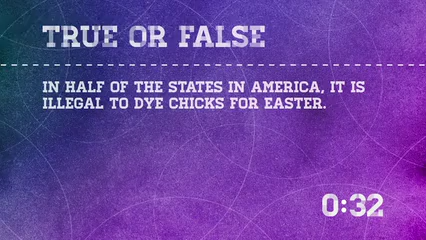 TRUE OR FALSE
IN HALF OF THE STATES IN AMERICA, IT IS
ILLEGAL TO DYE CHICKS FOR EASTER.
0:32